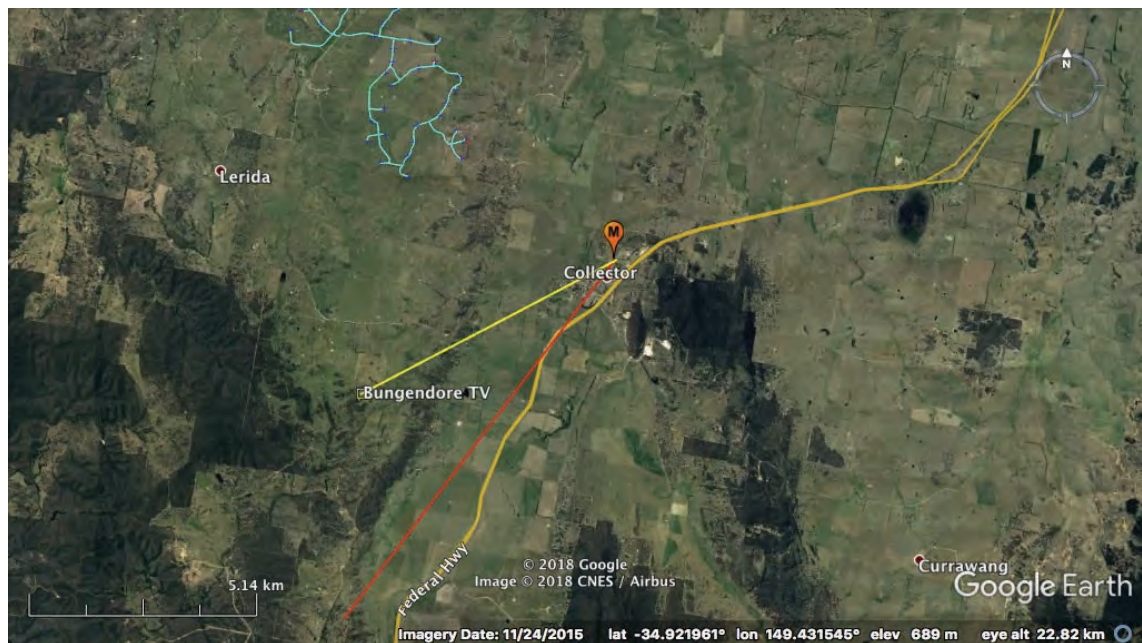 N
Lerida
M
Collector
Bungendore TV
Federal Hwy
© 2018 Google
Image © 2018 CNES / Airbus
Currawang
Google Earth
5.14 km
Imagery Date: 11/24/2015 lat -34.921961° lon 149.431545° elev 689 m eye alt 22.82 km